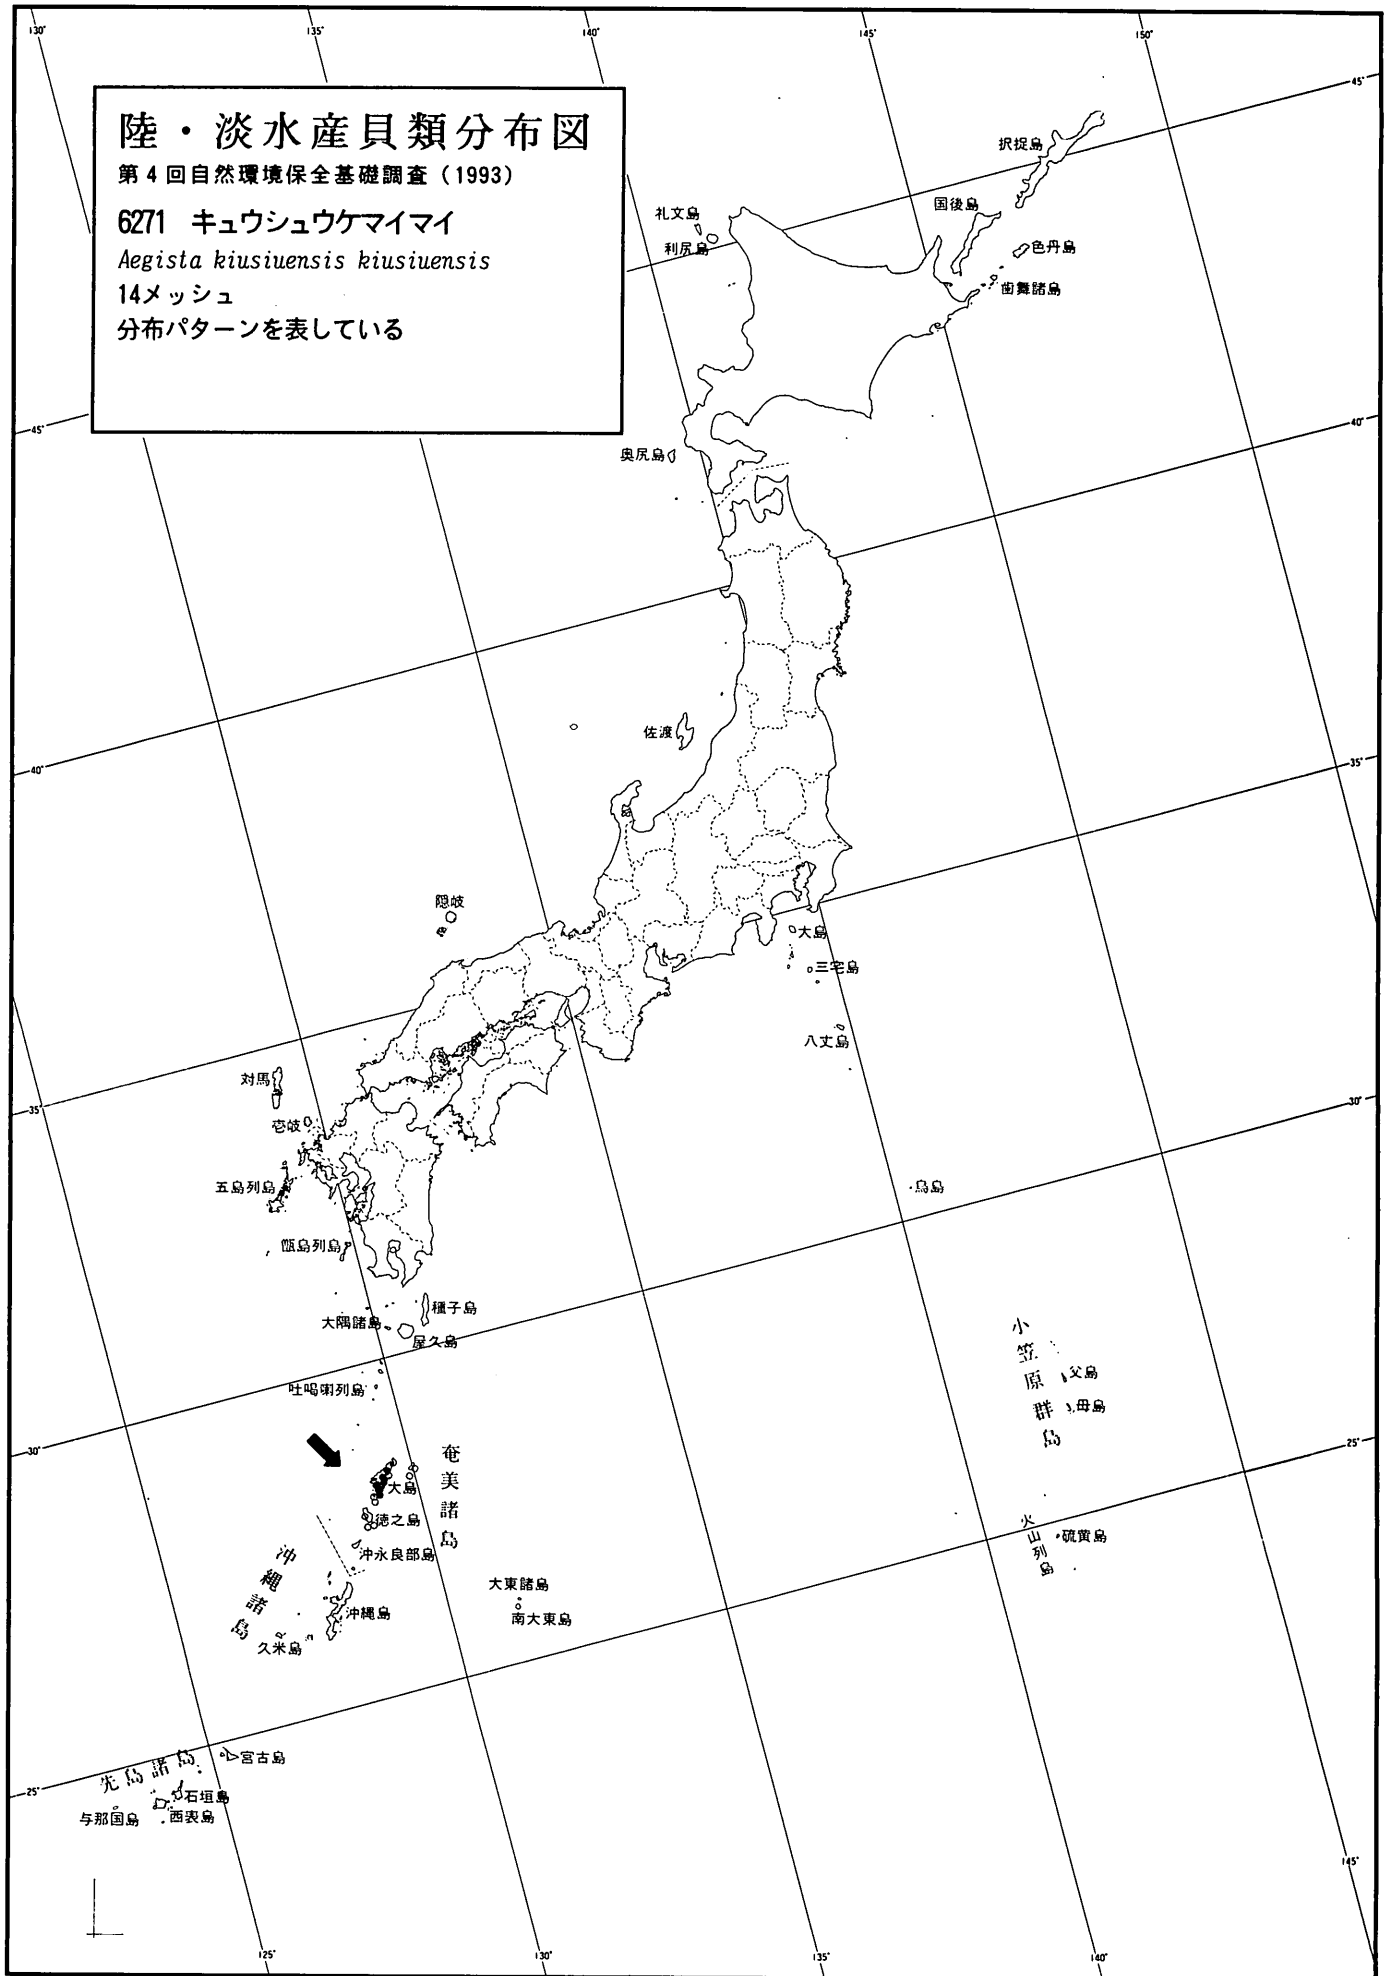 130°
135°
140°
145°
150°
陸・淡水産貝類分布図
第4回自然環境保全基礎調査（1993）
6271 キュウシュウケマイマイ
Aegista kiusiuensis kiusiuensis
14メッシュ
分布パターンを表している
45°
択捉島
国後島
色丹島
歯舞諸島
礼文島
利尻島
奥尻島
45°
40°
佐渡
40°
35°
隠岐
大島
三宅島
八丈島
対馬
壱岐
35°
30°
五島列島
甑島列島
鳥島
種子島
大隅諸島
屋久島
吐噶喇列島
小笠原群島
父島
母島
30°
25°
奄美諸島
大島
徳之島
沖永良部島
沖縄諸島
沖縄島
久米島
大東諸島
南大東島
火山列島
硫黄島
先島諸島
宮古島
石垣島
西表島
与那国島
25°
145°
125°
130°
135°
140°